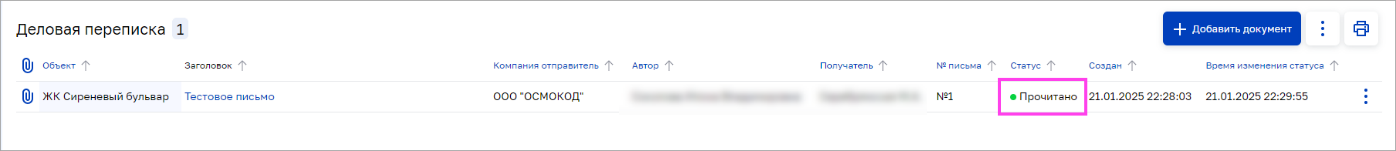 Деловая переписка 1
Добавить документ
Объект Заголовок Компания отправитель Автор Получатель № письма Статус Создан Время изменения статуса
ЖК Сиреневый бульвар Тестовое письмо ООО "ОСМОКОД" №1 Прочитано 21.01.2025 22:28:03 21.01.2025 22:29:55